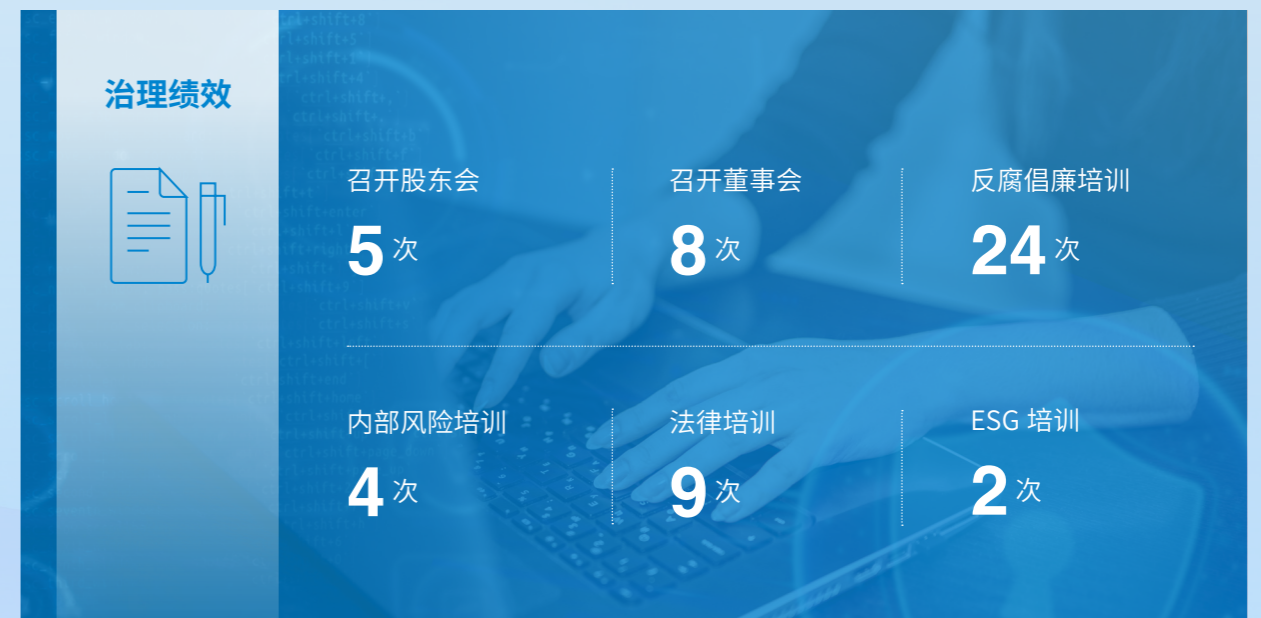 治理绩效
召开股东会
5 次
召开董事会
8 次
反腐倡廉培训
24 次
内部风险培训
4 次
法律培训
9 次
ESG 培训
2 次